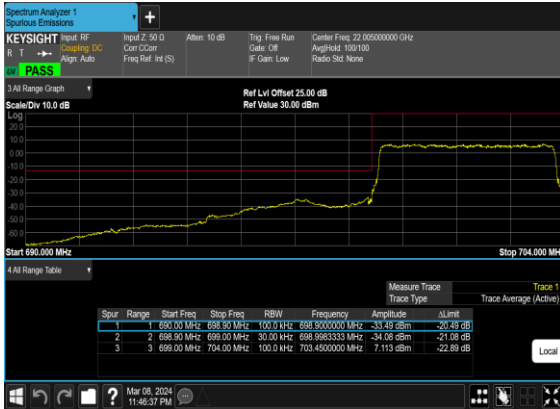 Spectrum Analyzer 1
Spurious Emissions
+
KEYSIGHT Input: RF Input Z: 50 Ω Atten: 10 dB Trig: Free Run Center Freq: 22.005000000 GHz
R T Coupling: DC Corr CCorr Gate: Off Avg|Hold: 100/100
Align: Auto Freq Ref: Int (S) IF Gain: Low Radio Std: None
PASS
3 All Range Graph
Ref Lvl Offset 25.00 dB
Scale/Div 10.0 dB Ref Value 30.00 dBm
Log
20.0
10.0
0.00
-10.0
-20.0
-30.0
-40.0
-50.0
-60.0
Start 690.000 MHz Stop 704.000 MH
4 All Range Table
Measure Trace Trace 1
Trace Type Trace Average (Active)
Spur Range Start Freq Stop Freq RBW Frequency Amplitude ΔLimit
1 1 690.00 MHz 698.90 MHz 100.0 kHz 698.9000000 MHz -33.49 dBm -20.49 dB
2 2 698.90 MHz 699.00 MHz 30.00 kHz 698.9983333 MHz -34.08 dBm -21.08 dB
3 3 699.00 MHz 704.00 MHz 100.0 kHz 703.4500000 MHz 7.113 dBm -22.89 dB
Local
? Mar 08, 2024
11:46:37 PM